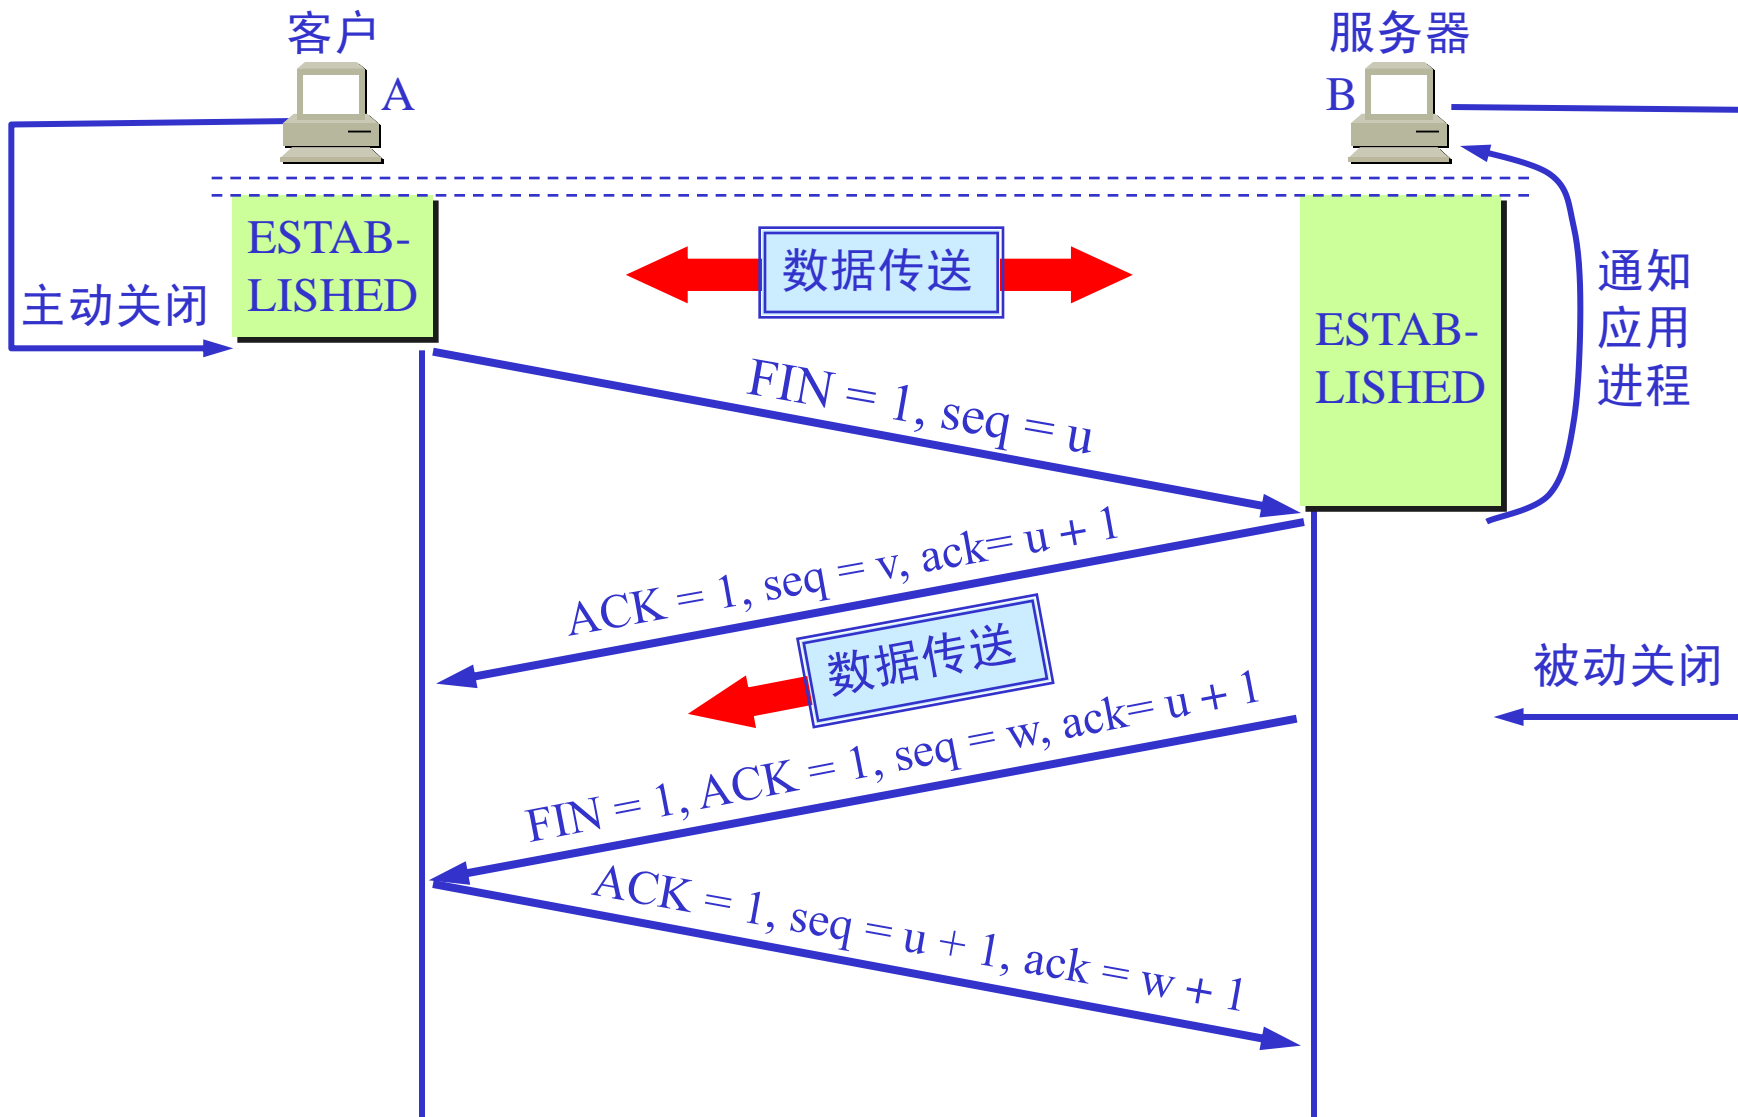 客户
服务器
A
B
ESTAB-
LISHED
数据传送
主动关闭
ESTAB-
LISHED
通知
应用
进程
FIN = 1, seq = u
ACK = 1, seq = v, ack= u + 1
数据传送
被动关闭
FIN = 1, ACK = 1, seq = w, ack= u + 1
ACK = 1, seq = u + 1, ack = w + 1